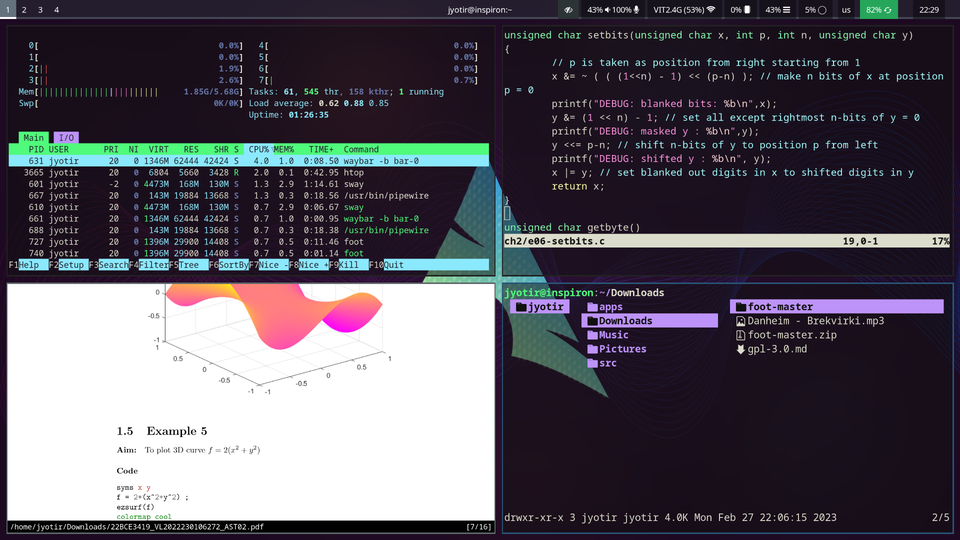 1 2 3 4 jyotir@inspiron:~ 43% 100% VIT2.4G (53%) 0% 43% 5% us 82% 22:29
0[ 0.0%] 4[ 0.0%]
1[ 0.0%] 5[ 0.0%]
2[|| 1.9%] 6[ 0.0%]
3[|| 2.6%] 7[| 0.7%]
Mem[ 1.85G/5.68G] Tasks: 61, 545 thr, 158 kthr; 1 running
Swp[ 0K/0K] Load average: 0.62 0.88 0.85
Uptime: 01:26:35
Main I/O
PID USER PRI NI VIRT RES SHR S CPU% MEM% TIME+ Command
631 jyotir 20 0 1346M 62444 42424 S 4.0 1.0 0:08.50 waybar -b bar-0
3665 jyotir 20 0 6804 5660 3428 R 2.0 0.1 0:42.95 htop
601 jyotir -2 0 4473M 168M 130M S 1.3 2.9 1:14.61 sway
667 jyotir 20 0 143M 19884 13668 S 1.3 0.3 0:18.56 /usr/bin/pipewire
610 jyotir 20 0 4473M 168M 130M S 0.7 2.9 0:06.67 sway
661 jyotir 20 0 1346M 62444 42424 S 0.7 1.0 0:00.95 waybar -b bar-0
688 jyotir 20 0 143M 19884 13668 S 0.7 0.3 0:18.38 /usr/bin/pipewire
727 jyotir 20 0 1396M 29900 14408 S 0.7 0.5 0:11.46 foot
740 jyotir 20 0 1396M 29900 14408 S 0.7 0.5 0:01.14 foot
F1Help F2Setup F3SearchF4FilterF5Tree F6SortByF7Nice -F8Nice +F9Kill F10Quit
unsigned char setbits(unsigned char x, int p, int n, unsigned char y)
{
// p is taken as position from right starting from 1
x &= ~ ( ( (1<<n) - 1) << (p-n) ); // make n bits of x at position
p = 0
printf("DEBUG: blanked bits: %b\n",x);
y &= (1 << n) - 1; // set all except rightmost n-bits of y = 0
printf("DEBUG: masked y : %b\n",y);
y <<= p-n; // shift n-bits of y to position p from left
printf("DEBUG: shifted y : %b\n", y);
x |= y; // set blanked out digits in x to shifted digits in y
return x;
}
unsigned char getbyte()
ch2/e06-setbits.c 19,0-1 17%
0
-0.5
-1
1
0.5
0
-0.5
-1
-1
-0.5
0
0.5
1
1.5 Example 5
Aim: To plot 3D curve f = 2(x² + y²)
Code
syms x y
f = 2*(x^2+y^2) ;
ezsurf(f)
colormap cool
/home/jyotir/Downloads/22BCE3419_VL2022230106272_AST02.pdf [7/16]
jyotir@inspiron:~/Downloads
jyotir apps foot-master
Downloads Danheim - Brekvirki.mp3
Music foot-master.zip
Pictures gpl-3.0.md
src
drwxr-xr-x 3 jyotir jyotir 4.0K Mon Feb 27 22:06:15 2023 2/5